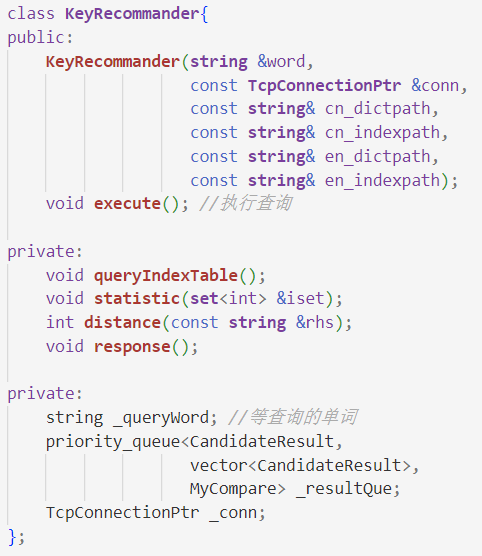 class KeyRecommander{
public:
    KeyRecommander(string &word,
                   const TcpConnectionPtr &conn,
                   const string& cn_dictpath,
                   const string& cn_indexpath,
                   const string& en_dictpath,
                   const string& en_indexpath);
    void execute(); //执行查询

private:
    void queryIndexTable();
    void statistic(set<int> &iset);
    int distance(const string &rhs);
    void response();

private:
    string _queryWord; //等查询的单词
    priority_queue<CandidateResult,
                   vector<CandidateResult>,
                   MyCompare> _resultQue;
    TcpConnectionPtr _conn;
};